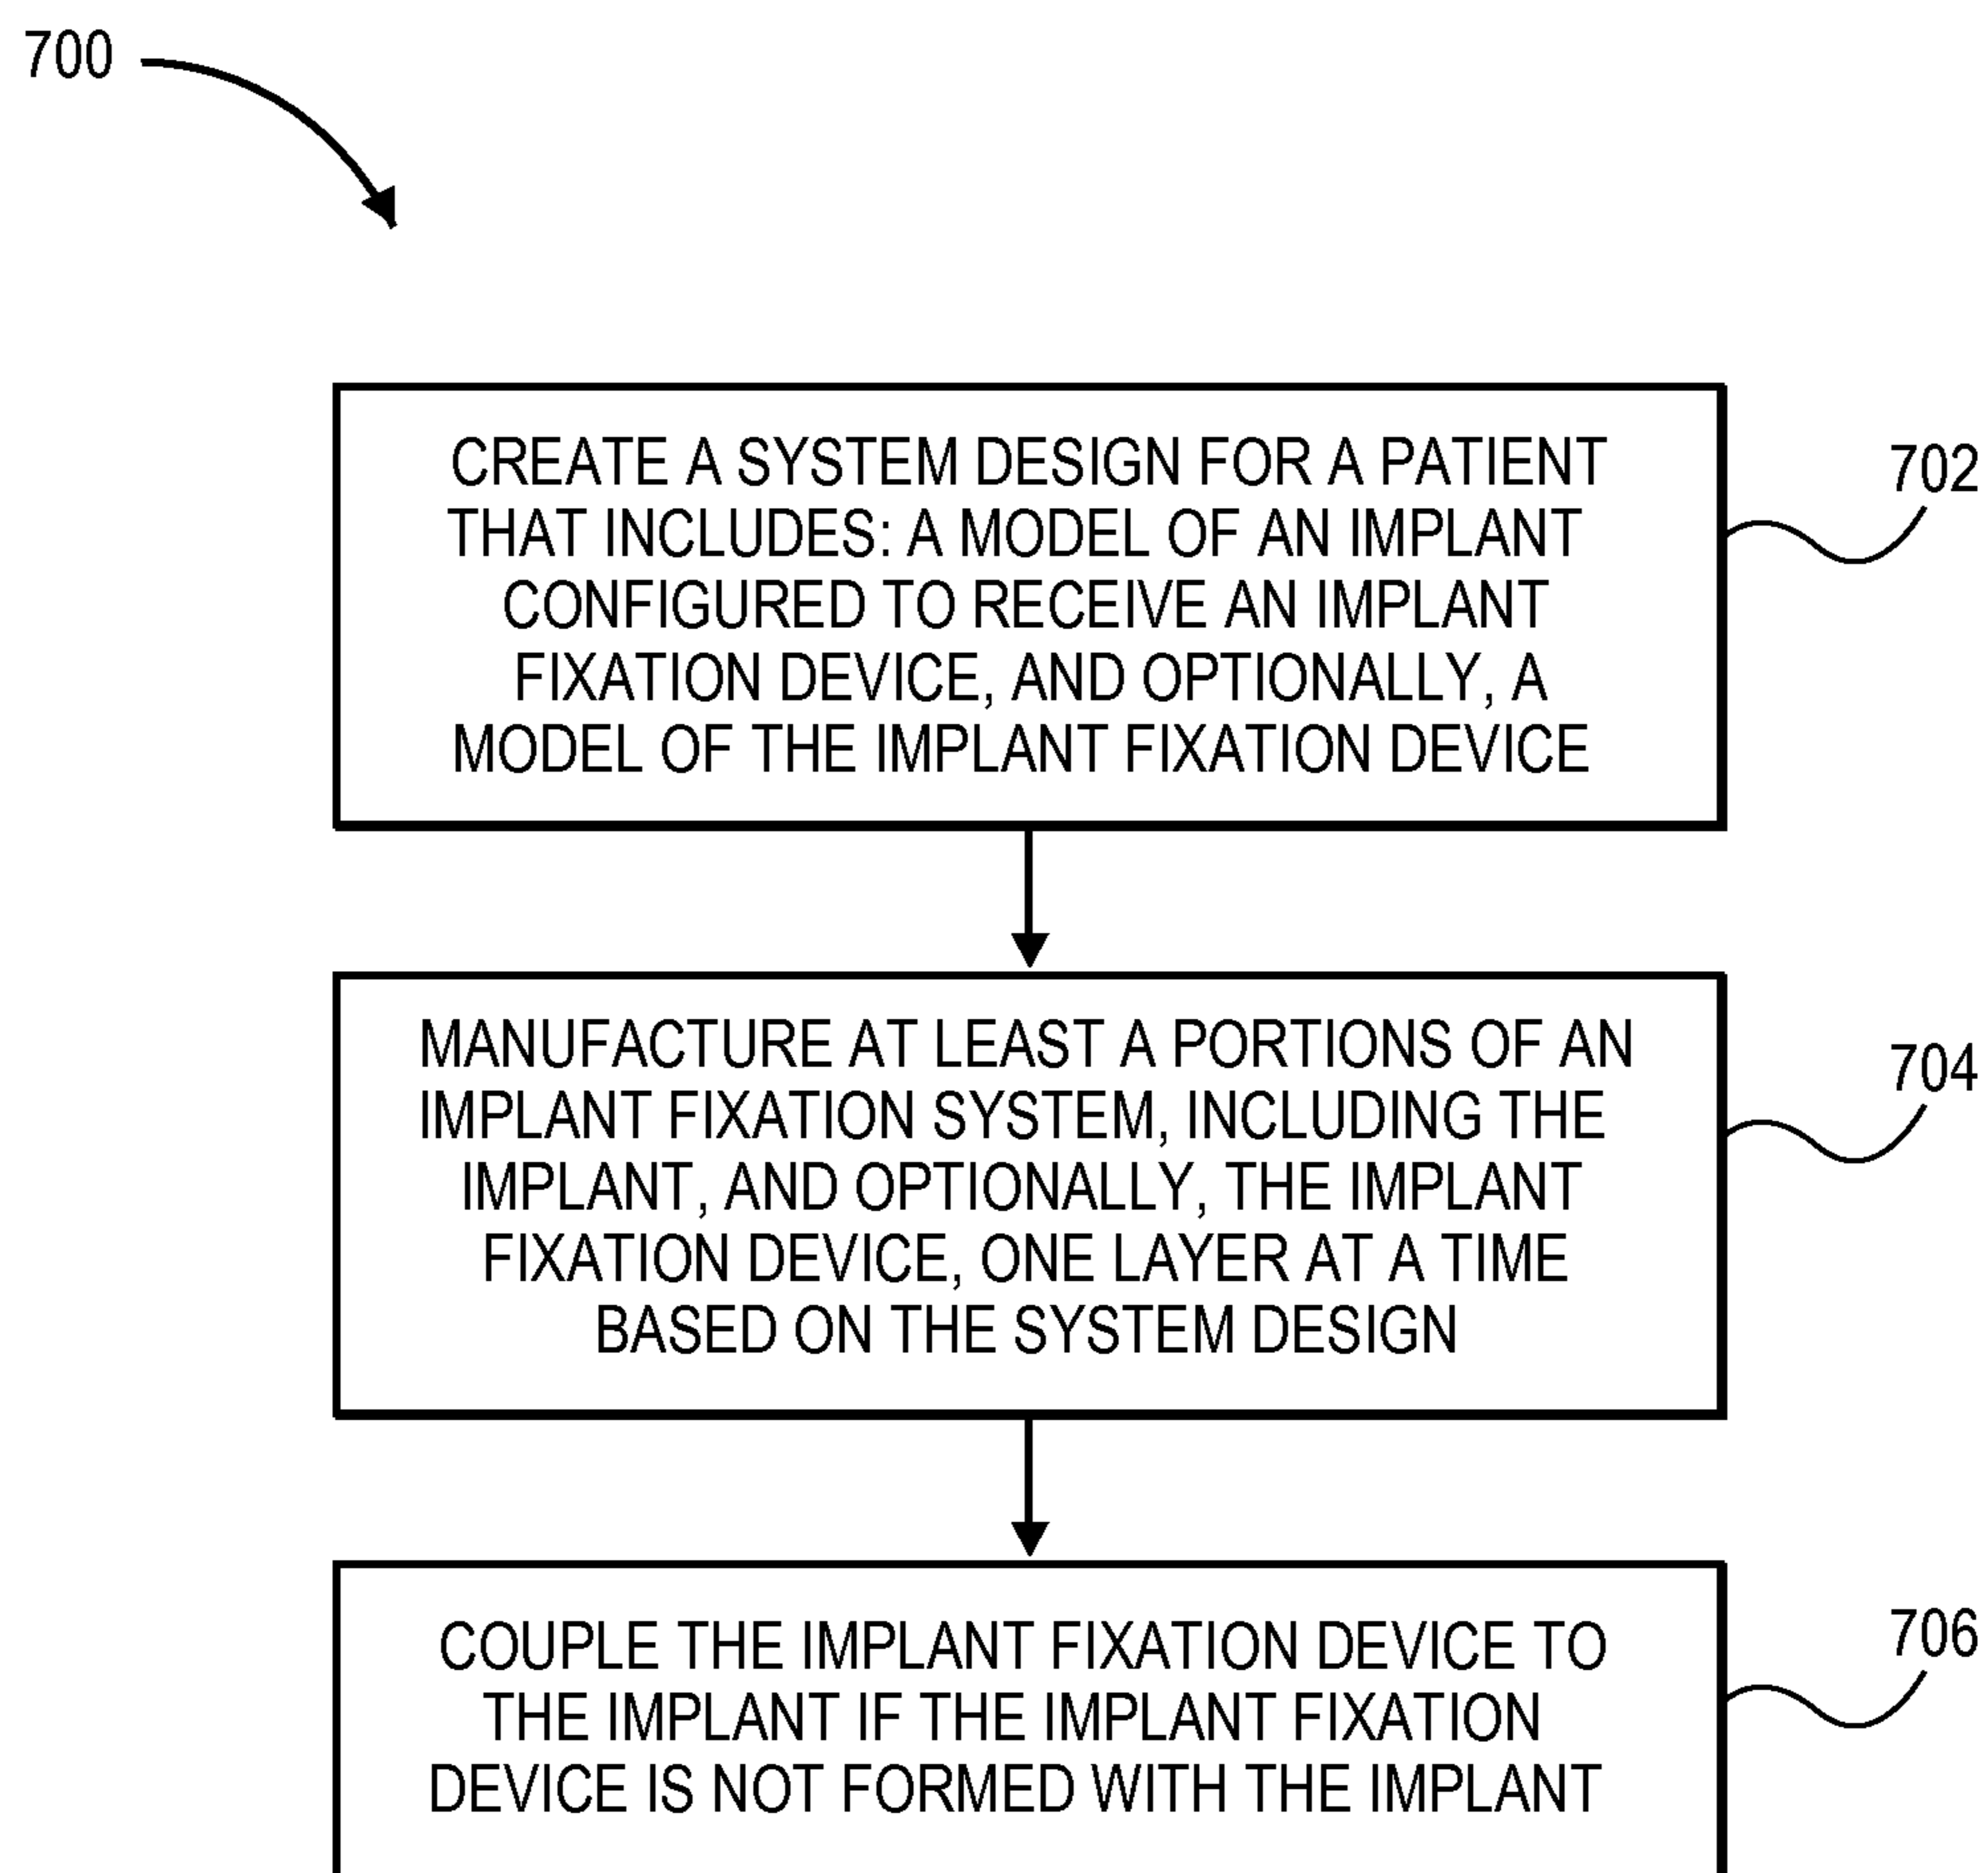 700
CREATE A SYSTEM DESIGN FOR A PATIENT
THAT INCLUDES: A MODEL OF AN IMPLANT
CONFIGURED TO RECEIVE AN IMPLANT
FIXATION DEVICE, AND OPTIONALLY, A
MODEL OF THE IMPLANT FIXATION DEVICE
702
MANUFACTURE AT LEAST A PORTIONS OF AN
IMPLANT FIXATION SYSTEM, INCLUDING THE
IMPLANT, AND OPTIONALLY, THE IMPLANT
FIXATION DEVICE, ONE LAYER AT A TIME
BASED ON THE SYSTEM DESIGN
704
COUPLE THE IMPLANT FIXATION DEVICE TO
THE IMPLANT IF THE IMPLANT FIXATION
DEVICE IS NOT FORMED WITH THE IMPLANT
706